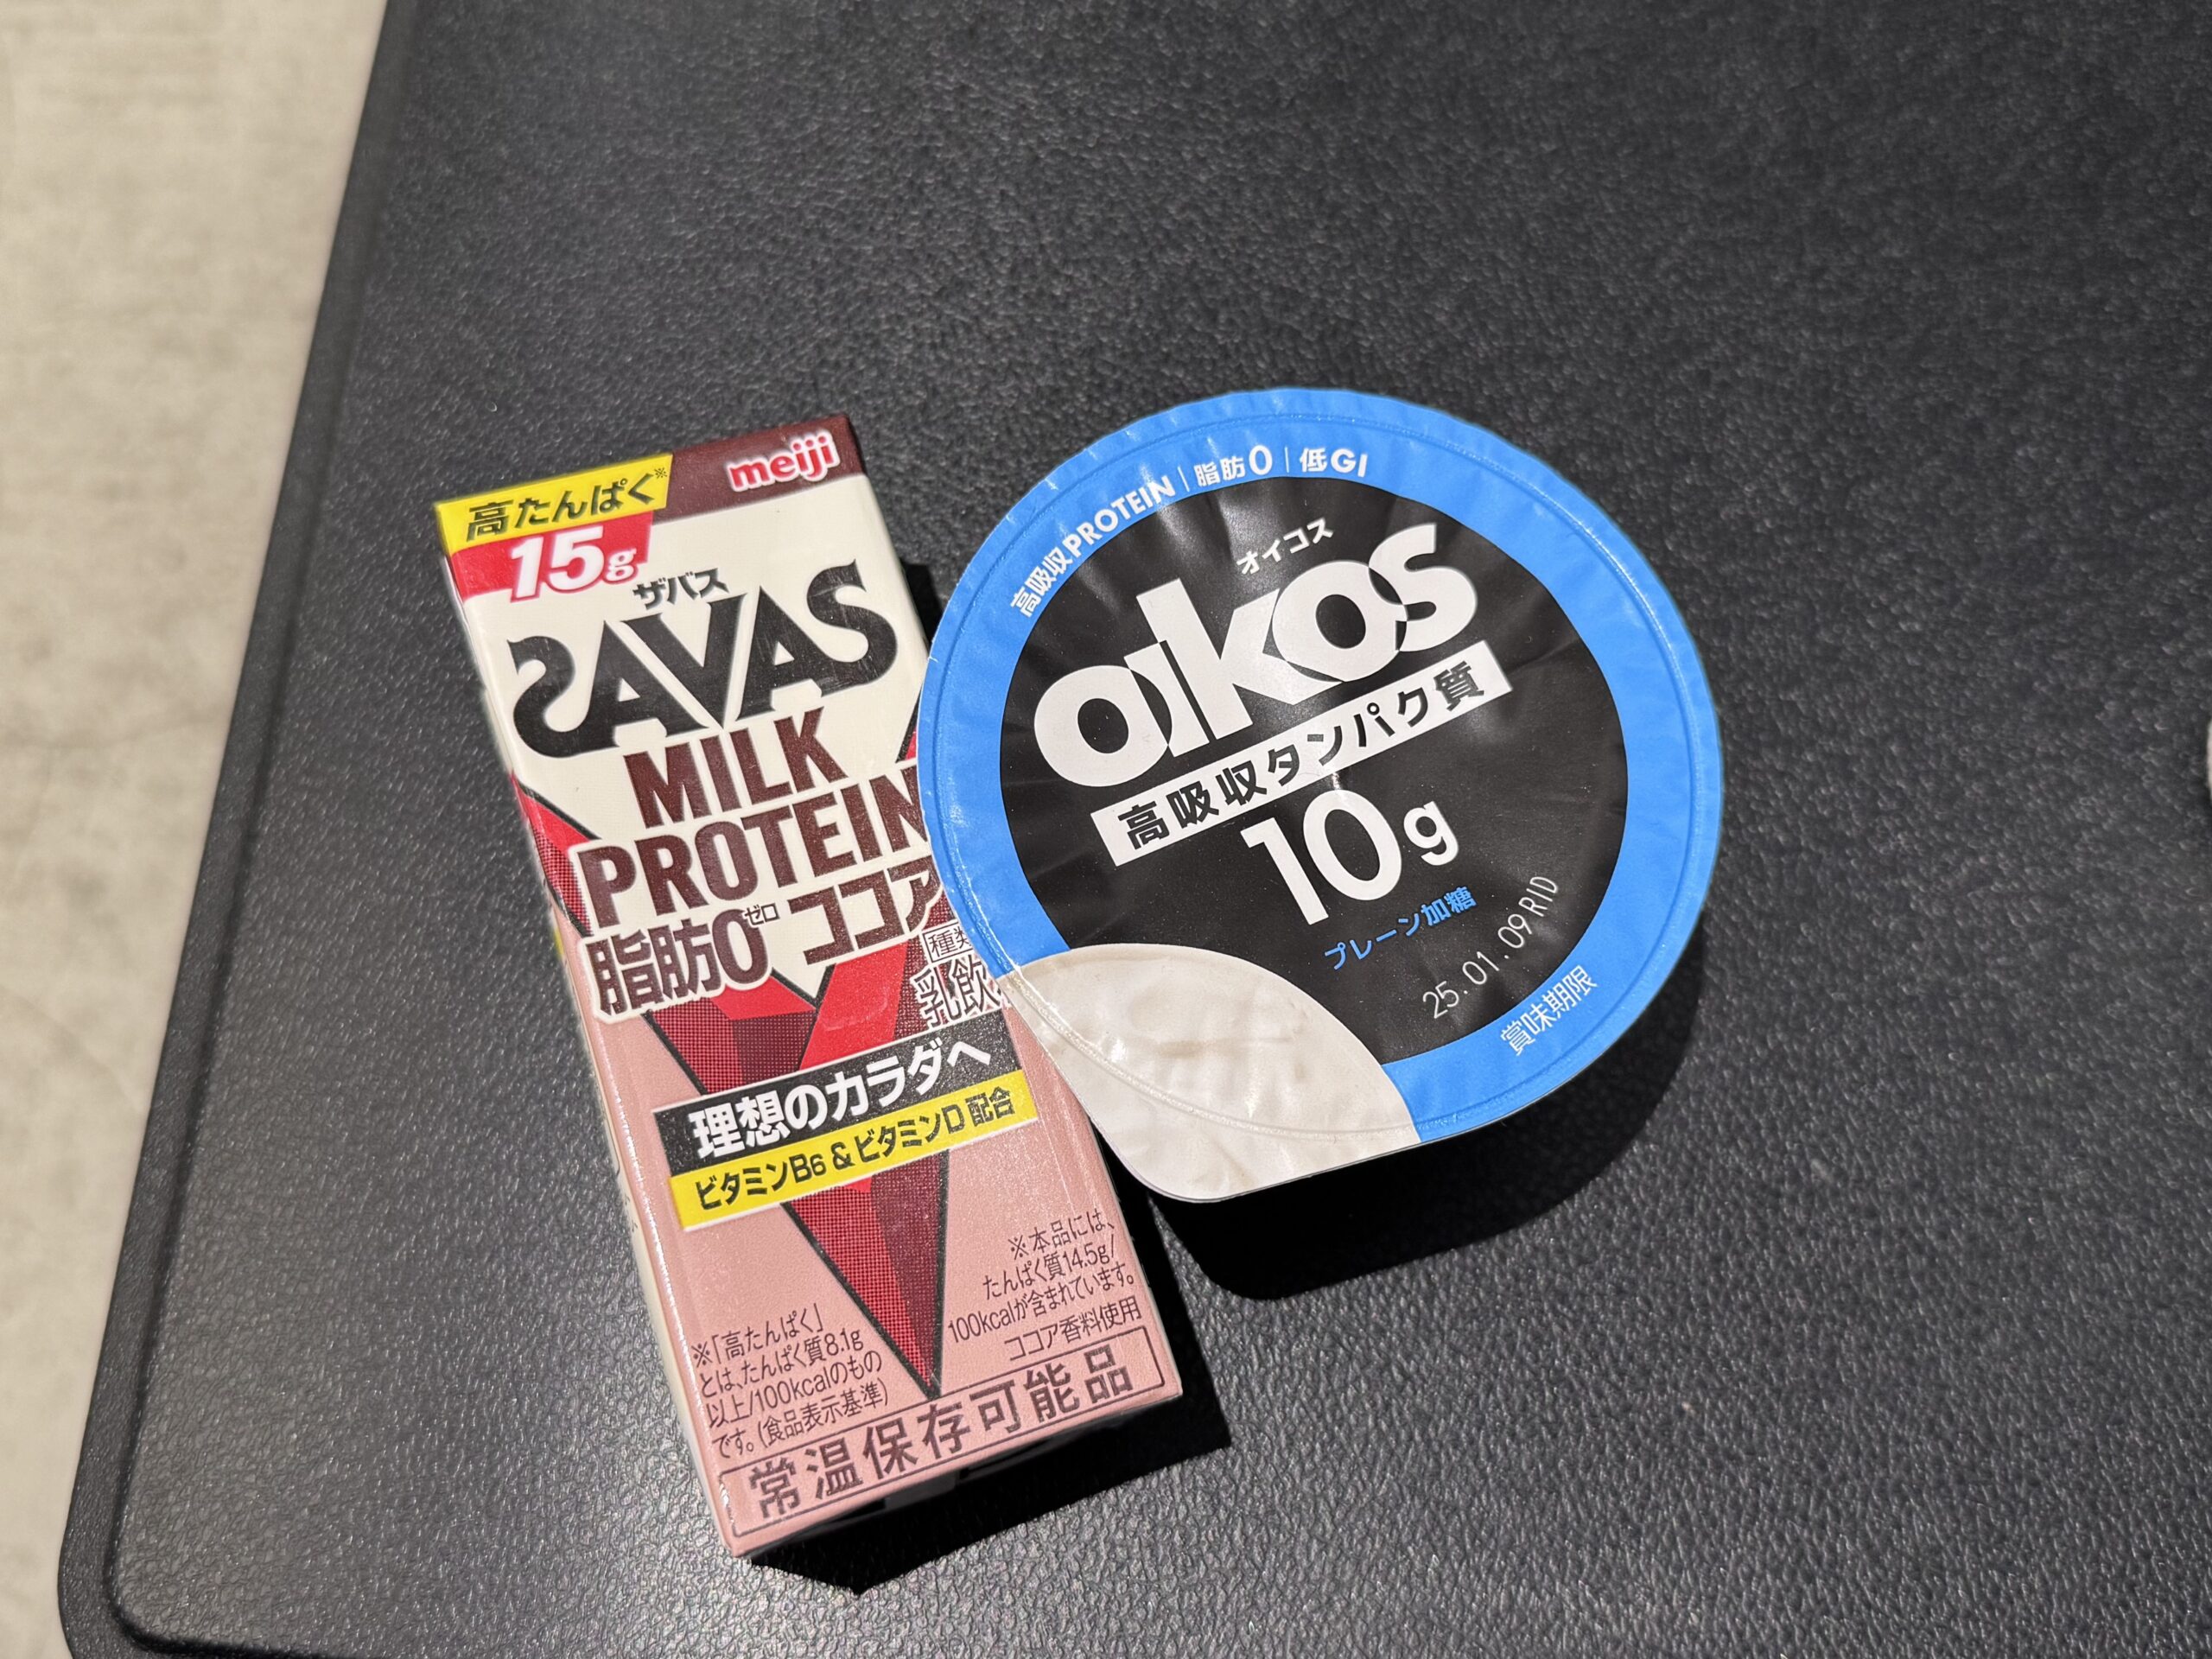 meiji
高たんぱく※
15g
ザバス
SAVAS
MILK
PROTEIN
脂肪0 ゼロ ココア
種類
乳飲
理想のカラダへ
ビタミンB6 & ビタミンD 配合
※本品には、
たんぱく質14.5g/
100kcalが含まれています。
ココア香料使用
※「高たんぱく」
とは、たんぱく質8.1g
以上/100kcalのもの
です。(食品表示基準)
常温保存可能品
高吸収PROTEIN | 脂肪0 | 低GI
オイコス
oikos
高吸収タンパク質
10g
プレーン加糖
25.01.09 RID
賞味期限